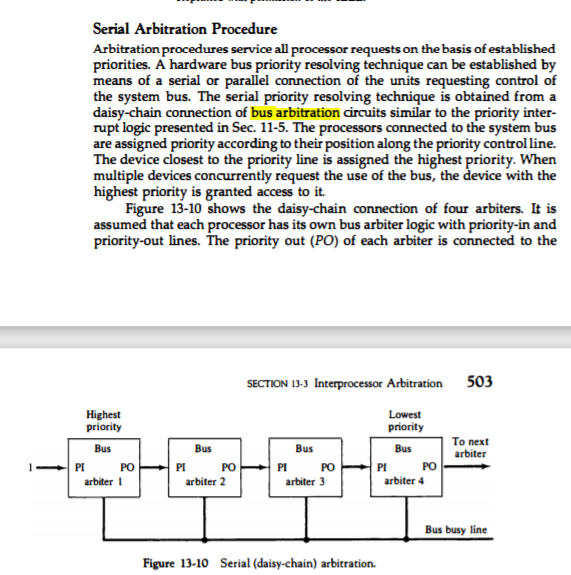 Serial Arbitration Procedure
Arbitration procedures service all processor requests on the basis of established
priorities. A hardware bus priority resolving technique can be established by
means of a serial or parallel connection of the units requesting control of
the system bus. The serial priority resolving technique is obtained from a
daisy-chain connection of bus arbitration circuits similar to the priority inter-
rupt logic presented in Sec. 11-5. The processors connected to the system bus
are assigned priority according to their position along the priority control line.
The device closest to the priority line is assigned the highest priority. When
multiple devices concurrently request the use of the bus, the device with the
highest priority is granted access to it.
Figure 13-10 shows the daisy-chain connection of four arbiters. It is
assumed that each processor has its own bus arbiter logic with priority-in and
priority-out lines. The priority out (PO) of each arbiter is connected to the
SECTION 13-3 Interprocessor Arbitration 503
Highest
priority
Lowest
priority
1
Bus
PI PO
arbiter 1
Bus
PI PO
arbiter 2
Bus
PI PO
arbiter 3
Bus
PI PO
arbiter 4
To next
arbiter
Bus busy line
Figure 13-10 Serial (daisy-chain) arbitration.